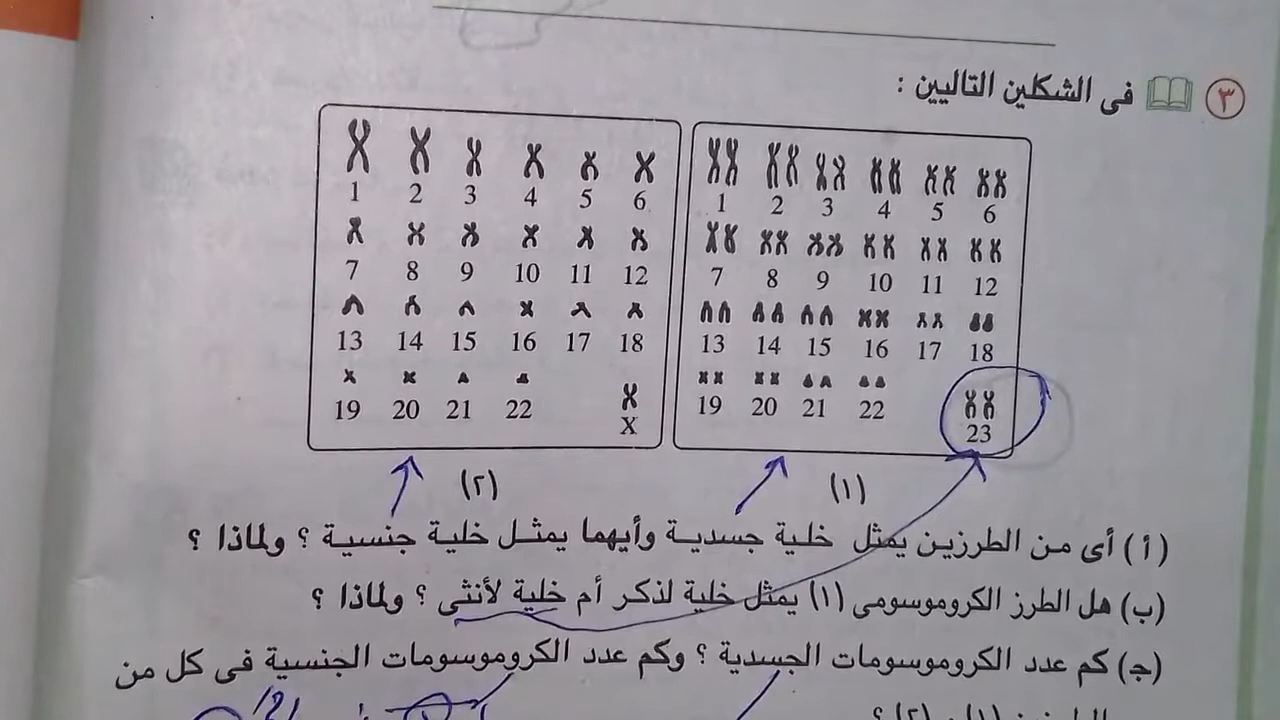 ٣ فى الشكلين التاليين :
1 2 3 4 5 6
7 8 9 10 11 12
13 14 15 16 17 18
19 20 21 22 X
(٢)
1 2 3 4 5 6
7 8 9 10 11 12
13 14 15 16 17 18
19 20 21 22 23
(١)
(أ) أى من الطرزين يمثل خلية جسدية وأيهما يمثل خلية جنسية ؟ ولماذا ؟
(ب) هل الطرز الكروموسومى (١) يمثل خلية لذكر أم خلية لأنثى ؟ ولماذا ؟
(جـ) كم عدد الكروموسومات الجسدية ؟ وكم عدد الكروموسومات الجنسية فى كل من